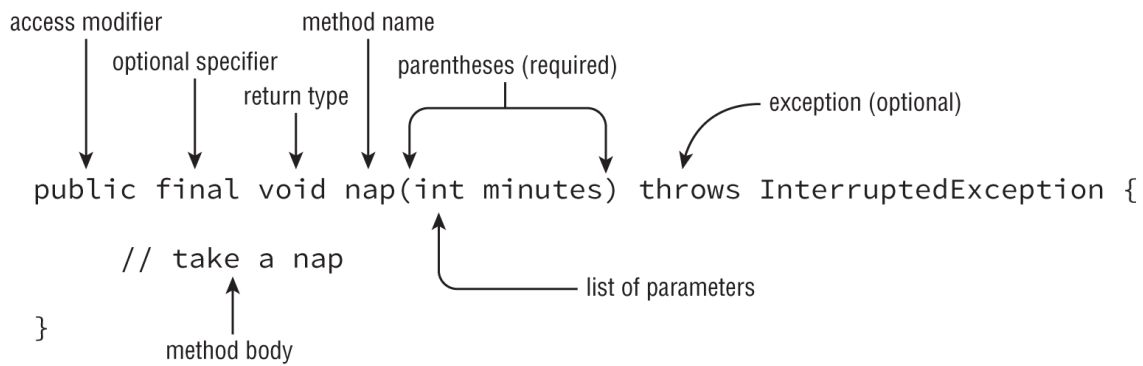 access modifier
method name
optional specifier
parentheses (required)
return type
exception (optional)
public final void nap(int minutes) throws InterruptedException {
// take a nap
list of parameters
}
method body